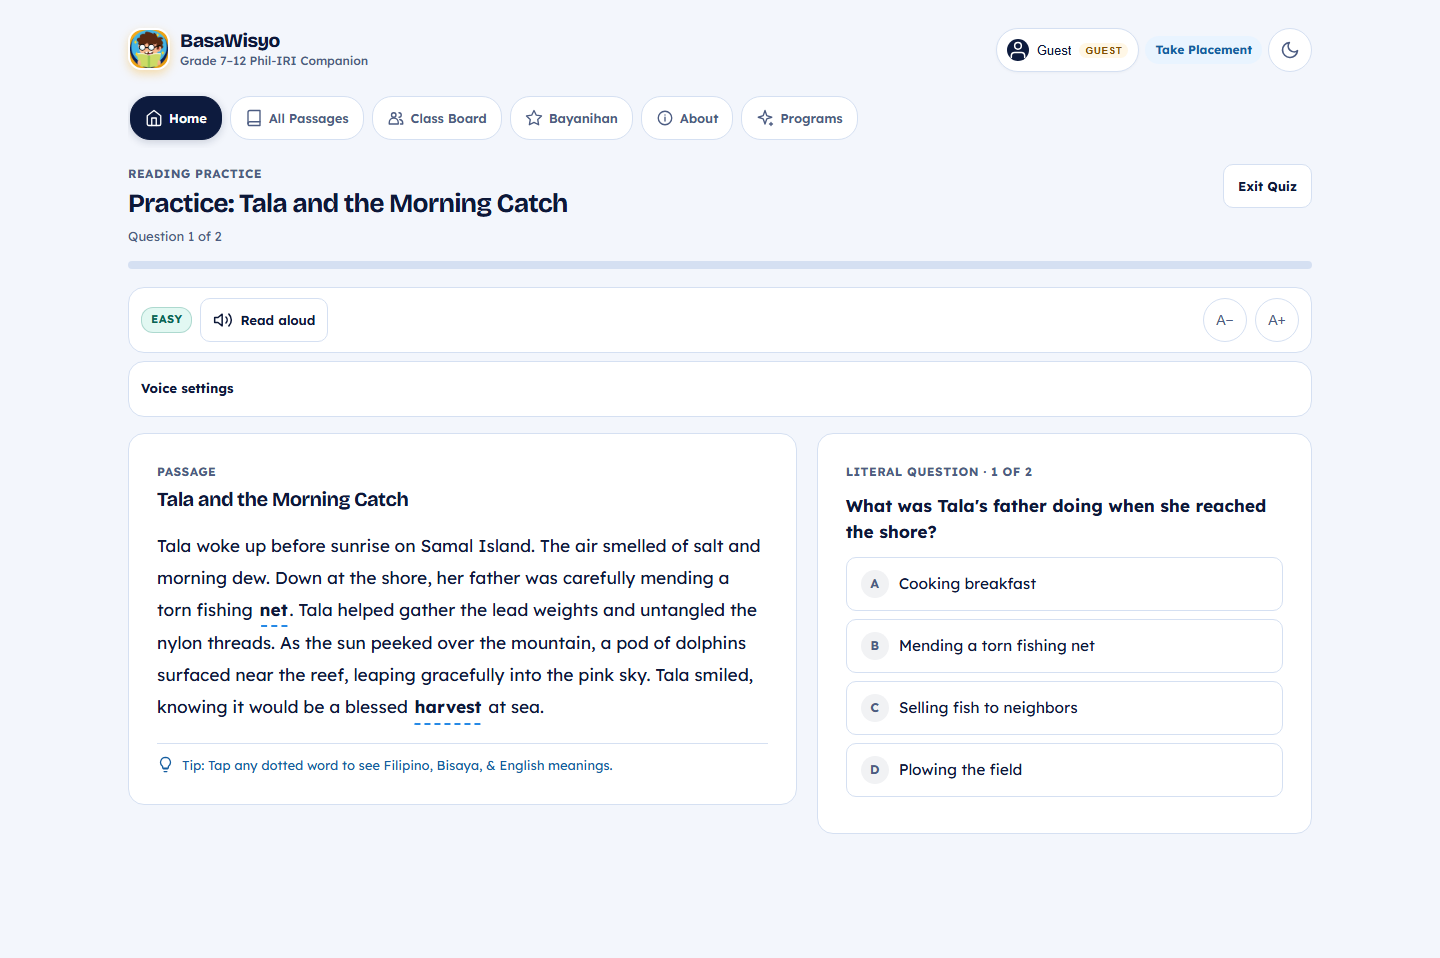 BasaWisyo
Grade 7–12 Phil-IRI Companion
Guest GUEST
Take Placement
Home
All Passages
Class Board
Bayanihan
About
Programs
READING PRACTICE
Practice: Tala and the Morning Catch
Question 1 of 2
Exit Quiz
EASY
Read aloud
A−
A+
Voice settings
PASSAGE
Tala and the Morning Catch
Tala woke up before sunrise on Samal Island. The air smelled of salt and
morning dew. Down at the shore, her father was carefully mending a
torn fishing net. Tala helped gather the lead weights and untangled the
nylon threads. As the sun peeked over the mountain, a pod of dolphins
surfaced near the reef, leaping gracefully into the pink sky. Tala smiled,
knowing it would be a blessed harvest at sea.
Tip: Tap any dotted word to see Filipino, Bisaya, & English meanings.
LITERAL QUESTION · 1 OF 2
What was Tala's father doing when she reached
the shore?
A Cooking breakfast
B Mending a torn fishing net
C Selling fish to neighbors
D Plowing the field